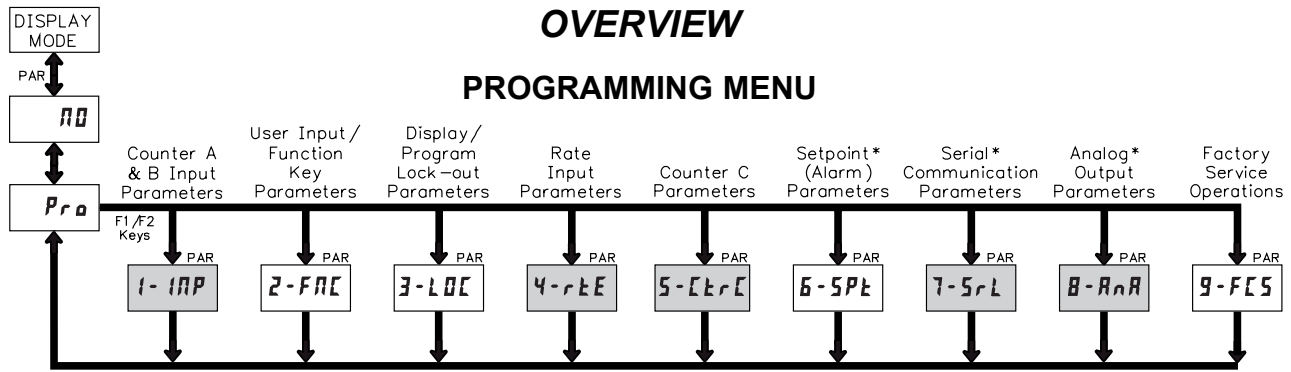 DISPLAY
MODE
OVERVIEW
PAR
PROGRAMMING MENU
NO
Counter A
& B Input
Parameters
User Input/
Function
Key
Parameters
Display/
Program
Lock-out
Parameters
Rate
Input
Parameters
Counter C
Parameters
Setpoint*
(Alarm)
Parameters
Serial*
Communication
Parameters
Analog*
Output
Parameters
Factory
Service
Operations
Pro
F1/F2
Keys
PAR
PAR
PAR
PAR
PAR
PAR
PAR
PAR
PAR
1-INP
2-FNC
3-LOC
4-rtE
5-CtrC
6-SPt
7-SrL
8-AnA
9-FCS